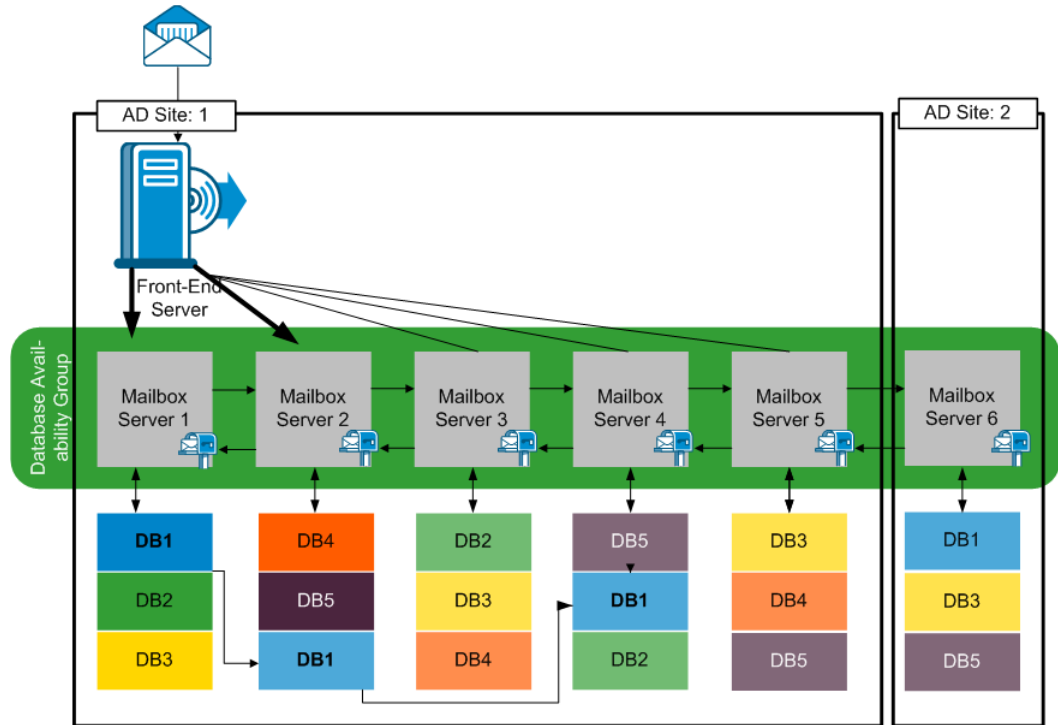 AD Site: 1
AD Site: 2
Front-End
Server
Database Avail-
ability Group
Mailbox
Server 1
Mailbox
Server 2
Mailbox
Server 3
Mailbox
Server 4
Mailbox
Server 5
Mailbox
Server 6
DB1
DB2
DB3
DB4
DB5
DB1
DB2
DB3
DB4
DB5
DB1
DB2
DB3
DB4
DB5
DB1
DB3
DB5